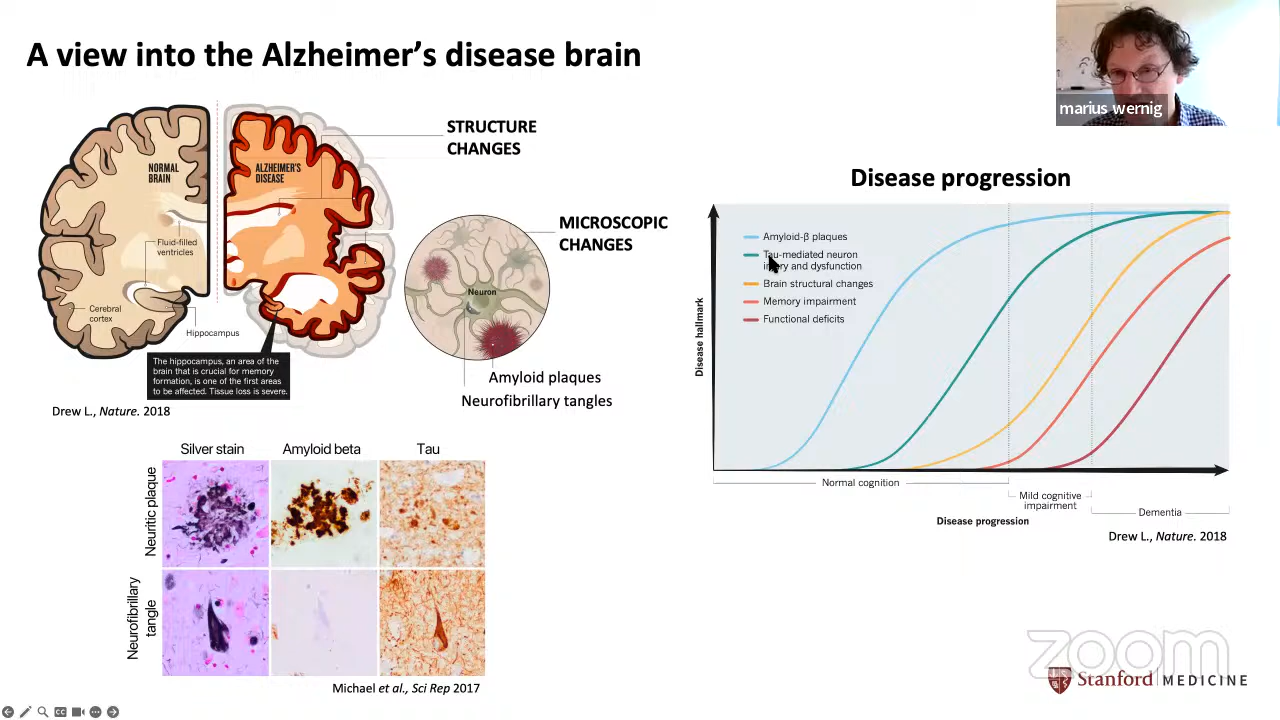 A view into the Alzheimer's disease brain
marius wernig
STRUCTURE
CHANGES
NORMAL
BRAIN
ALZHEIMER'S
DISEASE
Fluid-filled
ventricles
Cerebral
cortex
Hippocampus
The hippocampus, an area of the
brain that is crucial for memory
formation, is one of the first areas
to be affected. Tissue loss is severe.
MICROSCOPIC
CHANGES
Neuron
Amyloid plaques
Neurofibrillary tangles
Drew L., Nature. 2018
Silver stain
Amyloid beta
Tau
Neuritic plaque
Neurofibrillary
tangle
Michael et al., Sci Rep 2017
Disease progression
Amyloid-β plaques
Tau-mediated neuron
injury and dysfunction
Brain structural changes
Memory impairment
Functional deficits
Disease hallmark
Normal cognition
Mild cognitive
impairment
Dementia
Disease progression
Drew L., Nature. 2018
zoom
Stanford MEDICINE
CC